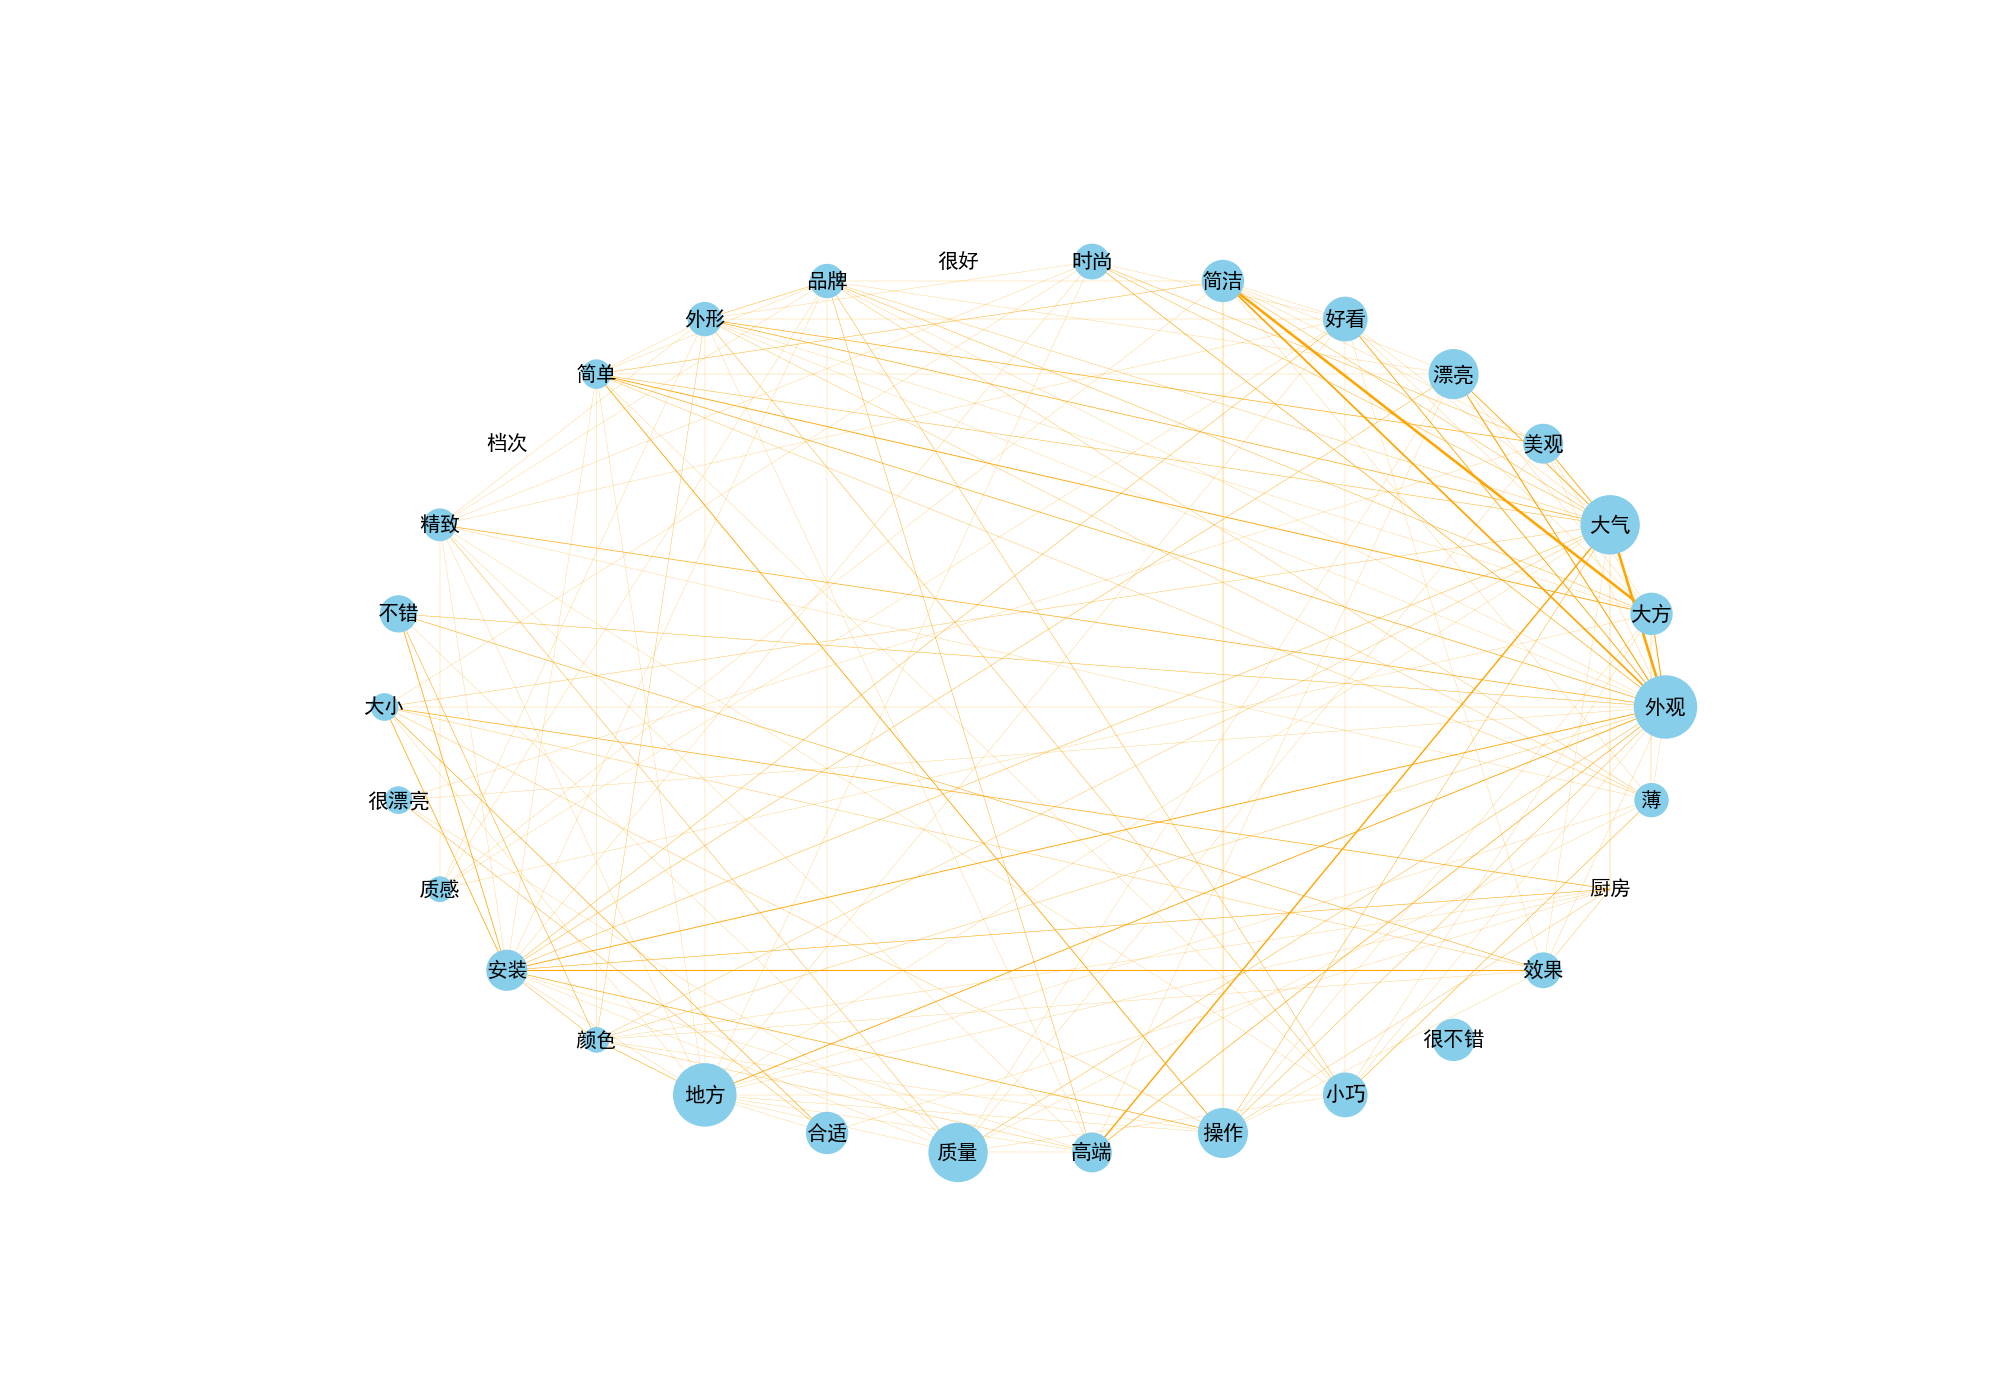 很好
时尚
品牌
简洁
外形
好看
简单
漂亮
档次
美观
精致
大气
不错
大方
大小
外观
很漂亮
薄
质感
厨房
安装
效果
颜色
很不错
地方
小巧
合适
操作
质量
高端